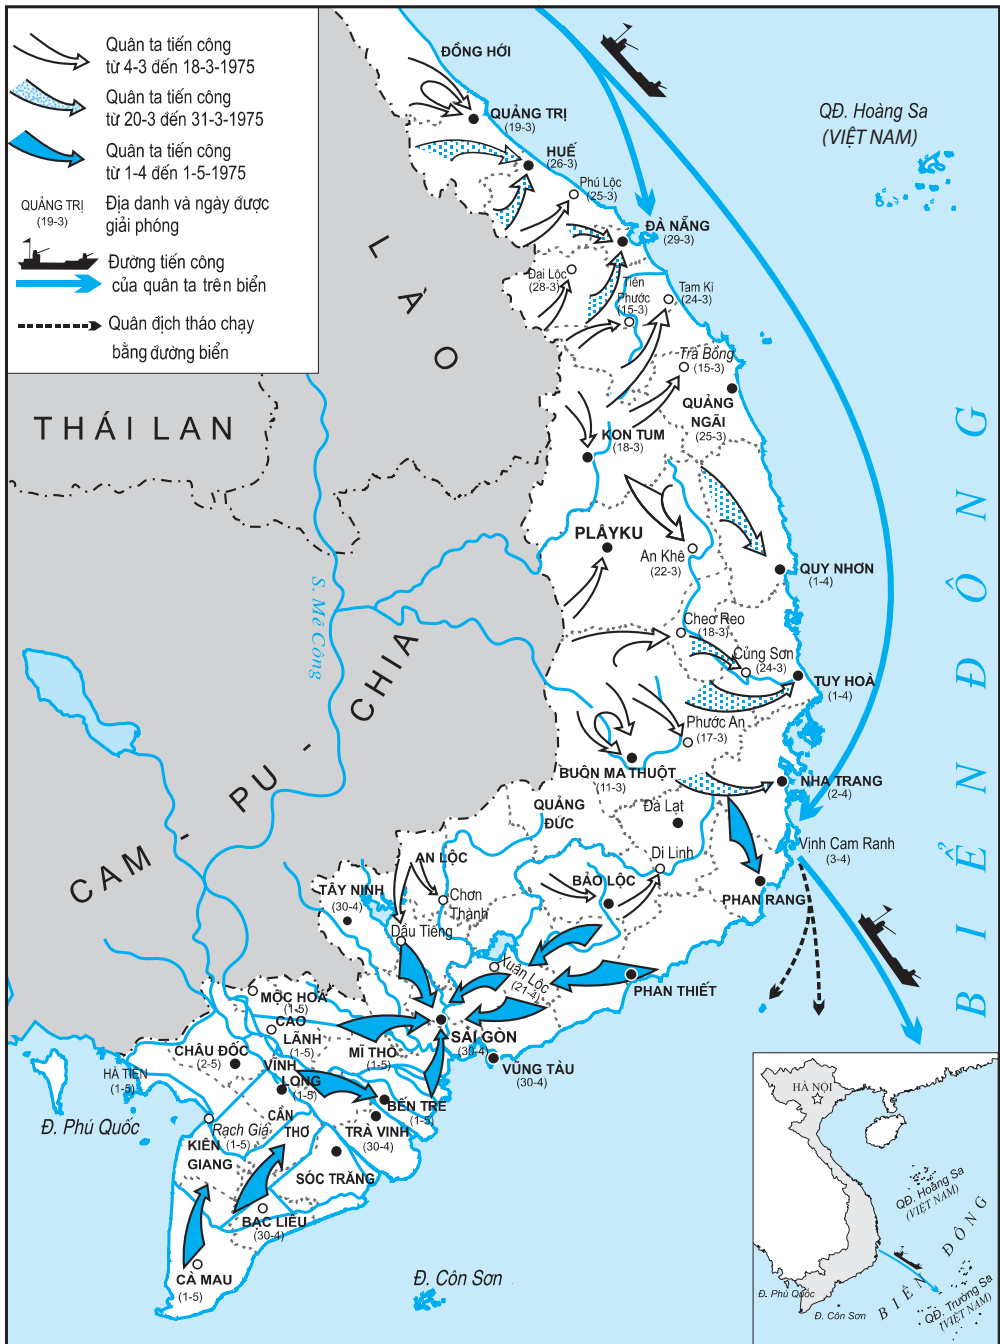 Quân ta tiến công
từ 4-3 đến 18-3-1975
Quân ta tiến công
từ 20-3 đến 31-3-1975
Quân ta tiến công
từ 1-4 đến 1-5-1975
QUẢNG TRỊ
(19-3)
Địa danh và ngày được
giải phóng
Đường tiến công
của quân ta trên biển
Quân địch tháo chạy
bằng đường biển
ĐỒNG HỚI
QUẢNG TRỊ
(19-3)
HUẾ
(26-3)
Phú Lộc
(25-3)
ĐÀ NẴNG
(29-3)
QĐ. Hoàng Sa
(VIỆT NAM)
Đại Lộc
(28-3)
Tiên
Phước
(15-3)
Tam Kì
(24-3)
Trà Bồng
(15-3)
QUẢNG
NGÃI
(25-3)
KON TUM
(18-3)
LÀO
THÁI LAN
PLÂYKU
An Khê
(22-3)
QUY NHƠN
(1-4)
S. Mê Công
Cheo Reo
(18-3)
Củng Sơn
(24-3)
TUY HOÀ
(1-4)
CAM - PU - CHIA
Phước An
(17-3)
BUÔN MA THUỘT
(11-3)
NHA TRANG
(2-4)
QUẢNG
ĐỨC
Đà Lạt
Vịnh Cam Ranh
(3-4)
Di Linh
AN LỘC
BẢO LỘC
TÂY NINH
(30-4)
Chơn
Thành
PHAN RANG
Dầu Tiếng
Xuân Lộc
(21-4)
PHAN THIẾT
BIỂN ĐÔNG
MỘC HOÁ
(1-5)
CAO
LÃNH
(1-5)
SÀI GÒN
(30-4)
CHÂU ĐỐC
(2-5)
MĨ THO
(1-5)
VŨNG TÀU
(30-4)
HÀ TIÊN
(1-5)
VĨNH
LONG
(1-5)
BẾN TRE
(1-5)
Đ. Phú Quốc
Rạch Giá
(1-5)
CẦN
THƠ
TRÀ VINH
(30-4)
KIÊN
GIANG
SÓC TRĂNG
BẠC LIÊU
(30-4)
CÀ MAU
(1-5)
Đ. Côn Sơn
HÀ NỘI
QĐ. Hoàng Sa
(VIỆT NAM)
BIỂN ĐÔNG
Đ. Phú Quốc
Đ. Côn Sơn
QĐ. Trường Sa
(VIỆT NAM)